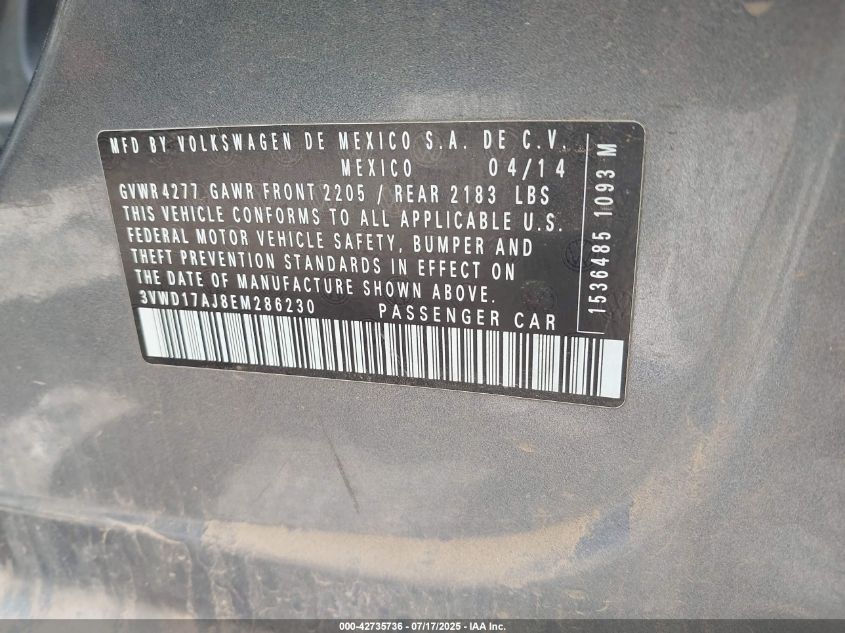 MFD BY VOLKSWAGEN DE MEXICO S.A. DE C.V.
MEXICO 04/14
GVWR 4277 GAWR FRONT 2205 / REAR 2183 LBS
THIS VEHICLE CONFORMS TO ALL APPLICABLE U.S.
FEDERAL MOTOR VEHICLE SAFETY, BUMPER AND
THEFT PREVENTION STANDARDS IN EFFECT ON
THE DATE OF MANUFACTURE SHOWN ABOVE.
3VWD17AJ8EM286230 PASSENGER CAR
1536485 1093 M
000-42735736 - 07/17/2025 - IAA Inc.